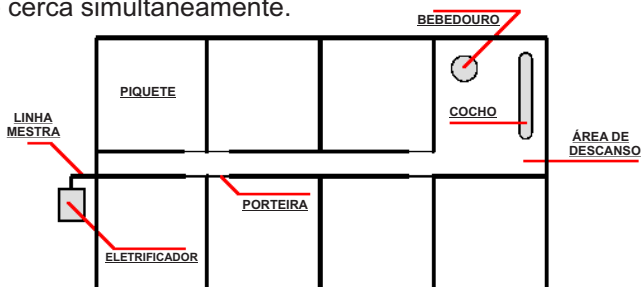 cerca simultaneamente.
BEBEDOURO
PIQUETE
COCHO
LINHA
MESTRA
ÁREA DE
DESCANSO
PORTEIRA
ELETRIFICADOR